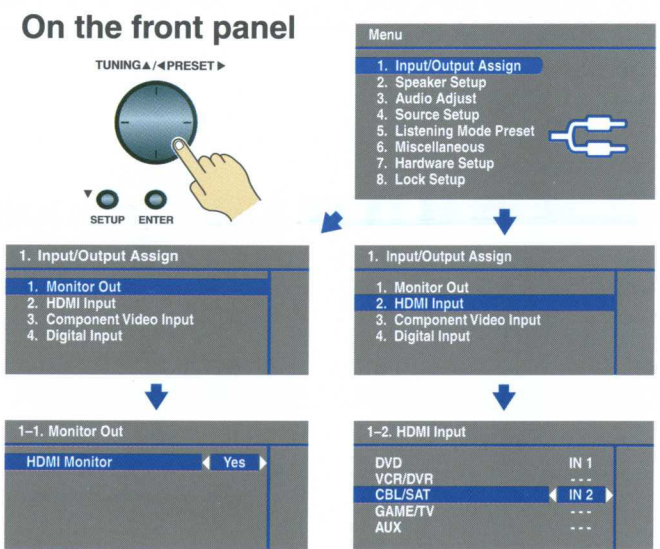 On the front panel
TUNING▲/◀PRESET▶
▼
SETUP ENTER
Menu
1. Input/Output Assign
2. Speaker Setup
3. Audio Adjust
4. Source Setup
5. Listening Mode Preset
6. Miscellaneous
7. Hardware Setup
8. Lock Setup
1. Input/Output Assign
1. Monitor Out
2. HDMI Input
3. Component Video Input
4. Digital Input
1. Input/Output Assign
1. Monitor Out
2. HDMI Input
3. Component Video Input
4. Digital Input
1–1. Monitor Out
HDMI Monitor ◀ Yes ▶
1–2. HDMI Input
DVD IN 1
VCR/DVR - - -
CBL/SAT ◀ IN 2 ▶
GAME/TV - - -
AUX - - -